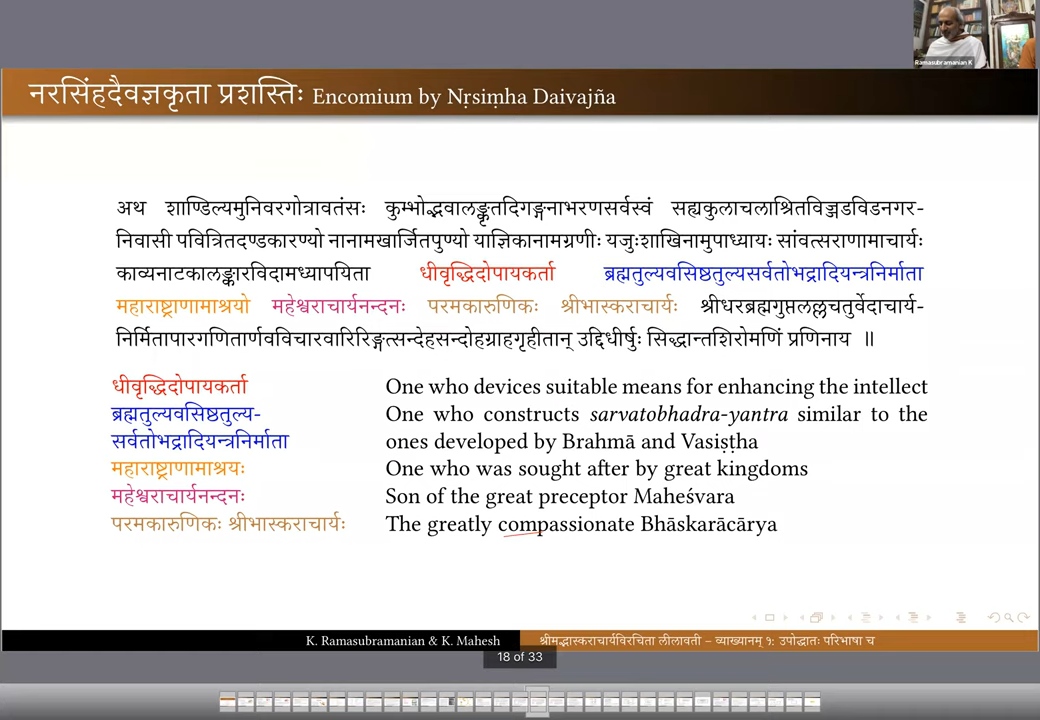 Ramasubramanian K
नरसिंहदैवज्ञकृता प्रशस्तिः Encomium by Nṛsiṃha Daivajña
अथ शाण्डिल्यमुनिवरगोत्रावतंसः कुम्भोद्भवालङ्कृतदिगङ्गनाभरणसर्वस्वं सह्यकुलाचलाश्रितविज्जडविडनगर-
निवासी पवित्रितदण्डकारण्यो नानामखार्जितपुण्यो याज्ञिकानामग्रणीः यजुःशाखिनामुपाध्यायः सांवत्सराणामाचार्यः
काव्यनाटकालङ्कारविदामध्यापयिता धीवृद्धिदोपायकर्ता ब्रह्मतुल्यवसिष्ठतुल्यसर्वतोभद्रादियन्त्रनिर्माता
महाराष्ट्राणामाश्रयो महेश्वराचार्यनन्दनः परमकारुणिकः श्रीभास्कराचार्यः श्रीधरब्रह्मगुप्तलल्लचतुर्वेदाचार्य-
निर्मितापारगणितार्णवविचारवारिरिङ्गत्सन्देहसन्दोहग्राहगृहीतान् उद्दिधीर्षुः सिद्धान्तशिरोमणिं प्रणिनाय ॥
धीवृद्धिदोपायकर्ता One who devices suitable means for enhancing the intellect
ब्रह्मतुल्यवसिष्ठतुल्य- One who constructs sarvatobhadra-yantra similar to the
सर्वतोभद्रादियन्त्रनिर्माता ones developed by Brahmā and Vasiṣṭha
महाराष्ट्राणामाश्रयः One who was sought after by great kingdoms
महेश्वराचार्यनन्दनः Son of the great preceptor Maheśvara
परमकारुणिकः श्रीभास्कराचार्यः The greatly compassionate Bhāskarācārya
K. Ramasubramanian & K. Mahesh श्रीमद्भास्कराचार्यविरचिता लीलावती – व्याख्यानम् १: उपोद्घातः परिभाषा च
18 of 33